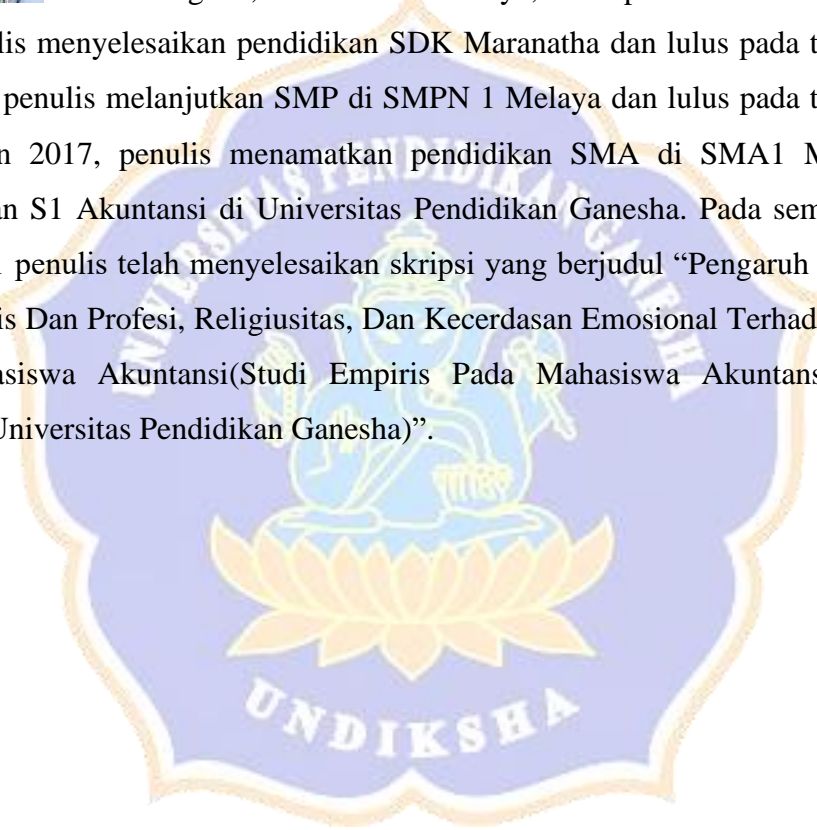 lis menyelesaikan pendidikan SDK Maranatha dan lulus pada t
penulis melanjutkan SMP di SMPN 1 Melaya dan lulus pada t
n 2017, penulis menamatkan pendidikan SMA di SMA1 M
an S1 Akuntansi di Universitas Pendidikan Ganesha. Pada sem
penulis telah menyelesaikan skripsi yang berjudul “Pengaruh
is Dan Profesi, Religiusitas, Dan Kecerdasan Emosional Terhad
asiswa Akuntansi(Studi Empiris Pada Mahasiswa Akuntans
Universitas Pendidikan Ganesha)”.
UNIVERSITAS PENDIDIKAN GANESHA
UNDIKSHA